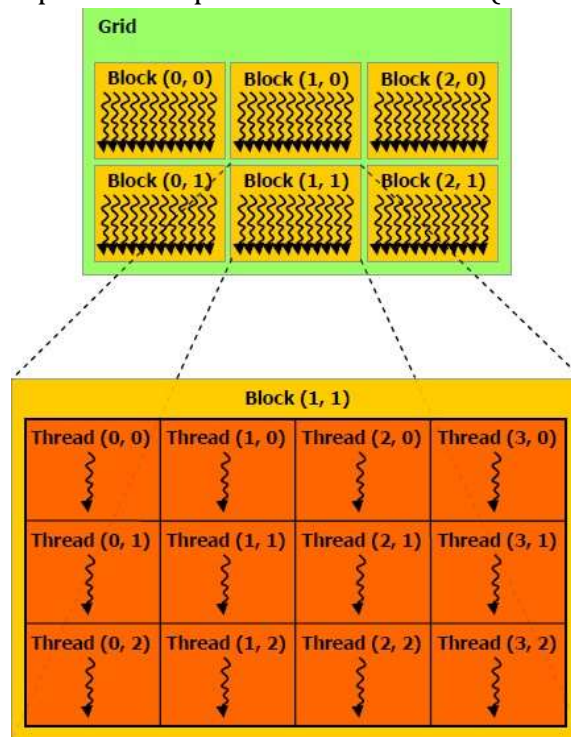 Grid
Block (0, 0) Block (1, 0) Block (2, 0)
Block (0, 1) Block (1, 1) Block (2, 1)
Block (1, 1)
Thread (0, 0) Thread (1, 0) Thread (2, 0) Thread (3, 0)
Thread (0, 1) Thread (1, 1) Thread (2, 1) Thread (3, 1)
Thread (0, 2) Thread (1, 2) Thread (2, 2) Thread (3, 2)